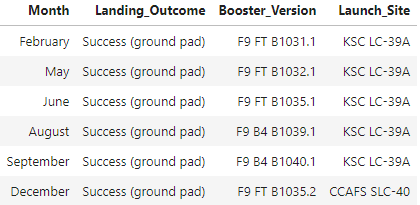 Month Landing_Outcome Booster_Version Launch_Site
February Success (ground pad) F9 FT B1031.1 KSC LC-39A
May Success (ground pad) F9 FT B1032.1 KSC LC-39A
June Success (ground pad) F9 FT B1035.1 KSC LC-39A
August Success (ground pad) F9 B4 B1039.1 KSC LC-39A
September Success (ground pad) F9 B4 B1040.1 KSC LC-39A
December Success (ground pad) F9 FT B1035.2 CCAFS SLC-40